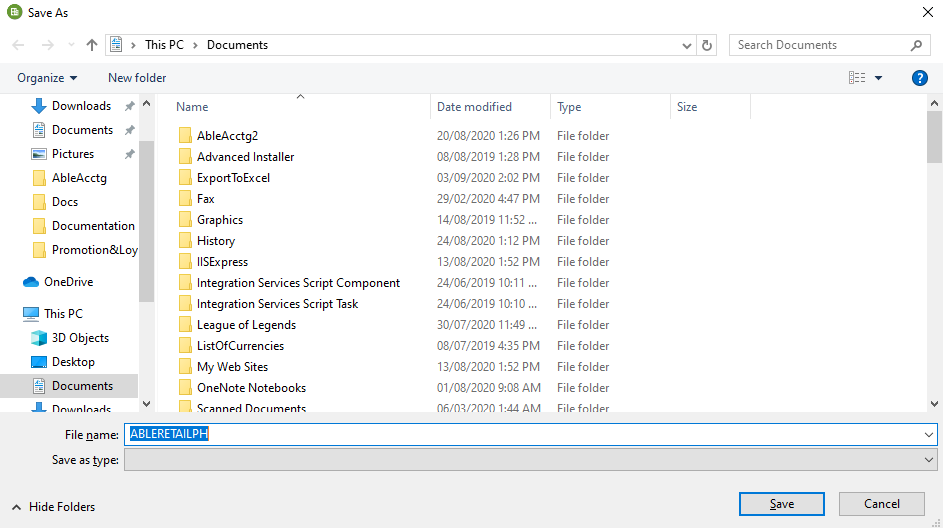 Save As
This PC > Documents
Search Documents
Organize
New folder
?
Name Date modified Type Size
Downloads
Documents
Pictures
AbleAcctg
Docs
Documentation
Promotion&Loy
OneDrive
This PC
3D Objects
Desktop
Documents
Downloads
AbleAcctg2 20/08/2020 1:26 PM File folder
Advanced Installer 08/08/2019 1:28 PM File folder
ExportToExcel 03/09/2020 2:02 PM File folder
Fax 29/02/2020 4:47 PM File folder
Graphics 14/08/2019 11:52 ... File folder
History 24/08/2020 1:12 PM File folder
IISExpress 13/08/2020 1:52 PM File folder
Integration Services Script Component 24/06/2019 10:11 ... File folder
Integration Services Script Task 24/06/2019 10:10 ... File folder
League of Legends 30/07/2020 11:49 ... File folder
ListOfCurrencies 08/07/2019 4:35 PM File folder
My Web Sites 13/08/2020 1:52 PM File folder
OneNote Notebooks 01/08/2020 9:08 AM File folder
Scanned Documents 06/03/2020 1:44 AM File folder
File name: ABLERETAILPH
Save as type:
Hide Folders
Save
Cancel